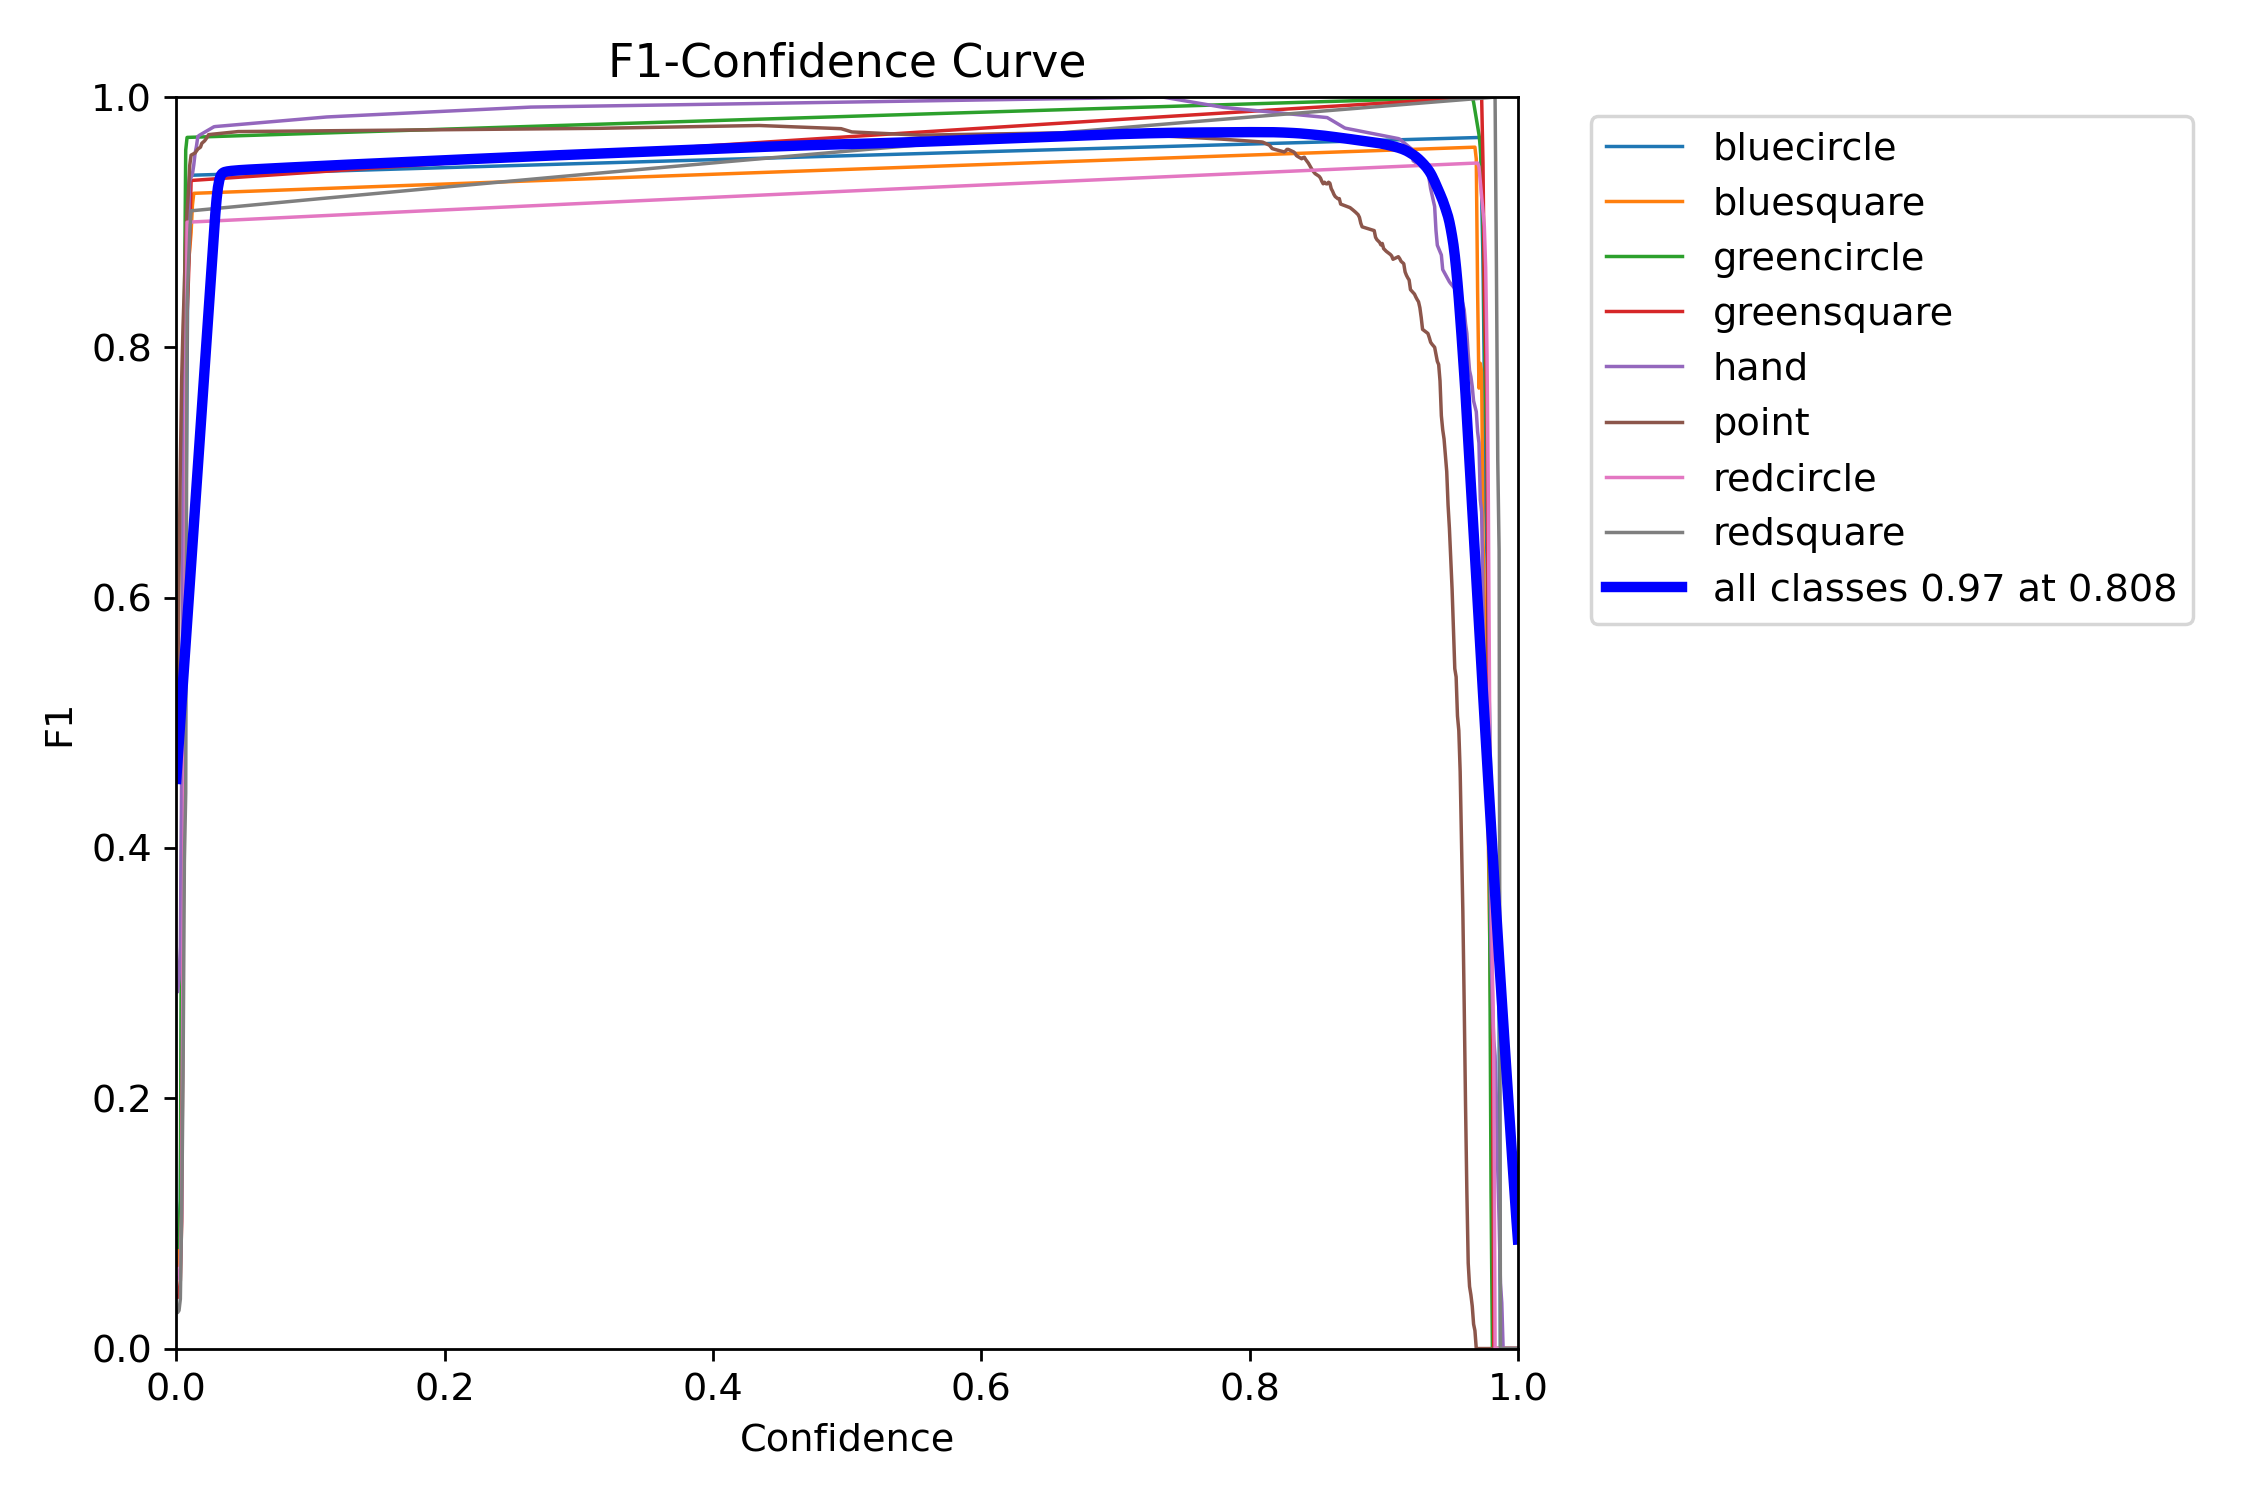 F1-Confidence Curve
1.0
0.8
0.6
0.4
0.2
0.0
F1
0.0 0.2 0.4 0.6 0.8 1.0
Confidence
bluecircle
bluesquare
greencircle
greensquare
hand
point
redcircle
redsquare
all classes 0.97 at 0.808